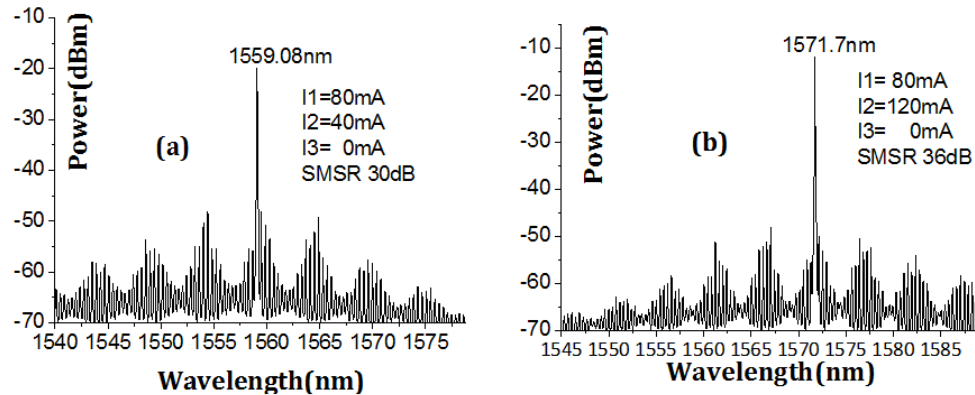 -10
-20
-30
-40
-50
-60
-70
Power(dBm)
1559.08nm
I1=80mA
I2=40mA
I3= 0mA
SMSR 30dB
(a)
1540 1545 1550 1555 1560 1565 1570 1575
Wavelength(nm)
-10
-20
-30
-40
-50
-60
-70
Power(dBm)
1571.7nm
I1= 80mA
I2=120mA
I3= 0mA
SMSR 36dB
(b)
1545 1550 1555 1560 1565 1570 1575 1580 1585
Wavelength(nm)